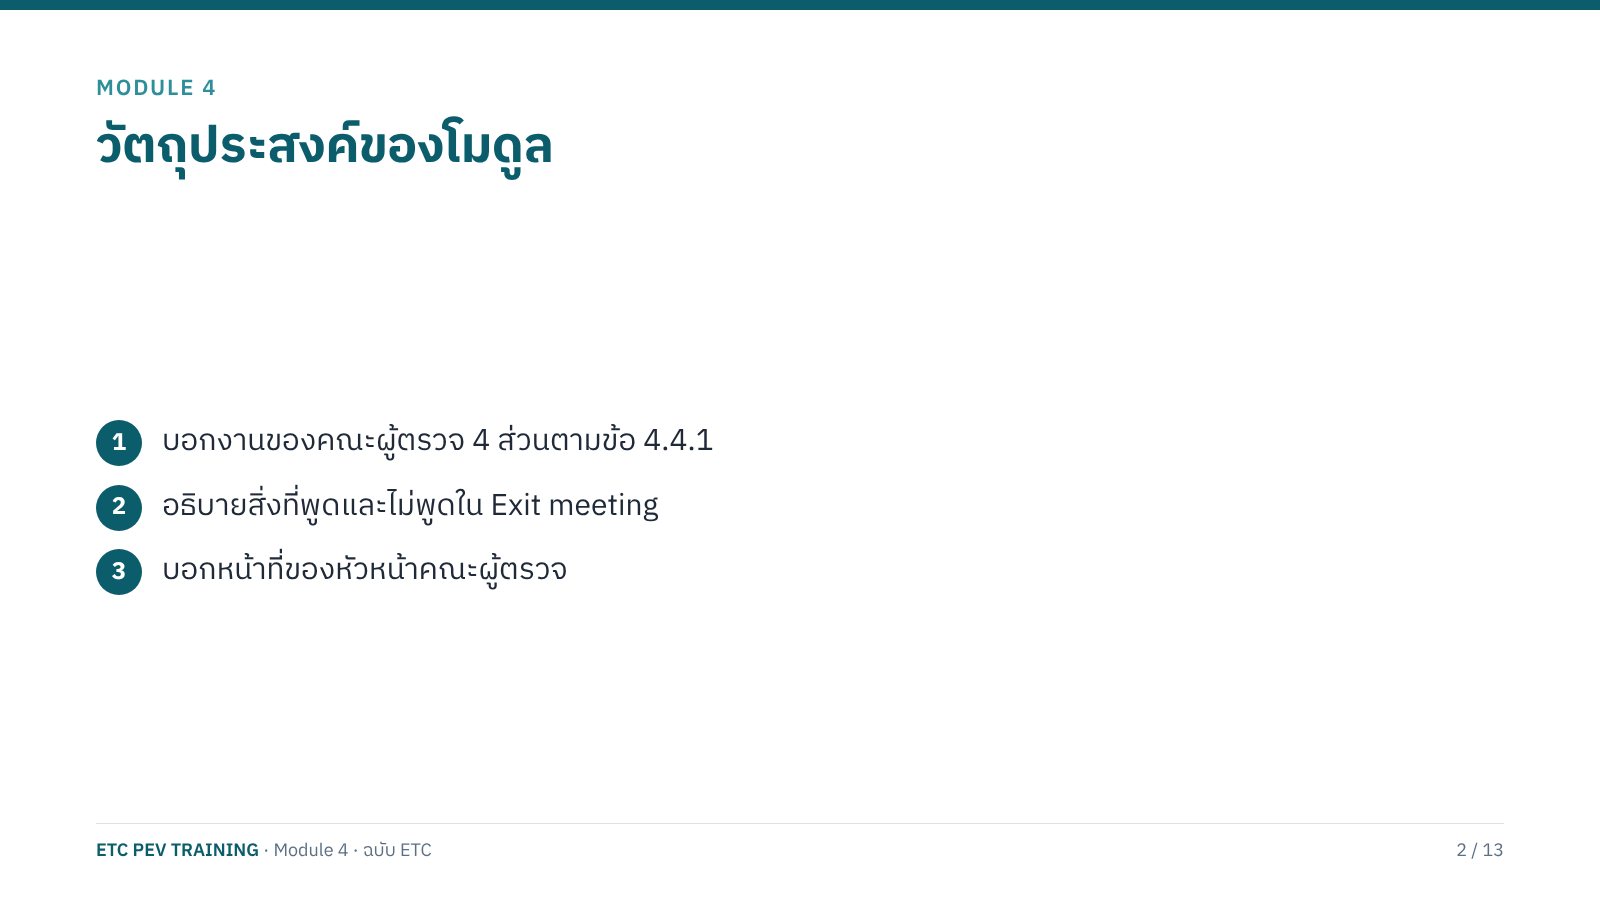 MODULE 4
วัตถุประสงค์ของโมดูล
1 บอกงานของคณะผู้ตรวจ 4 ส่วนตามข้อ 4.4.1
2 อธิบายสิ่งที่พูดและไม่พูดใน Exit meeting
3 บอกหน้าที่ของหัวหน้าคณะผู้ตรวจ
ETC PEV TRAINING · Module 4 · ฉบับ ETC
2 / 13